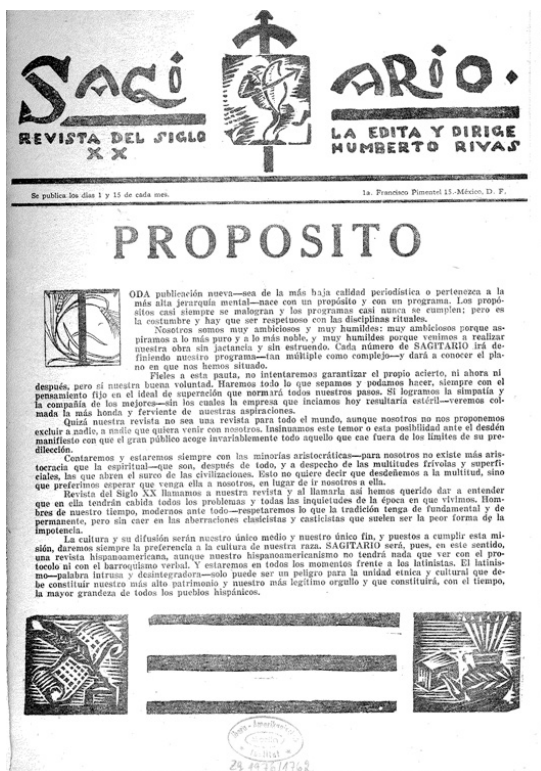 SAGITARIO.
REVISTA DEL SIGLO
XX
LA EDITA Y DIRIGE
HUMBERTO RIVAS
Se publica los días 1 y 15 de cada mes.
1a. Francisco Pimentel 15.-México, D. F.
PROPOSITO
TODA publicación nueva—sea de la más baja calidad periodística o pertenezca a la
más alta jerarquía mental—nace con un propósito y con un programa. Los propó-
sitos casi siempre se malogran y los programas casi nunca se cumplen; pero es
la costumbre y hay que ser respetuoso con las disciplinas rituales.
Nosotros somos muy ambiciosos y muy humildes: muy ambiciosos porque as-
piramos a lo más puro y a lo más noble, y muy humildes porque venimos a realizar
nuestra obra sin jactancia y sin estruendo. Cada número de SAGITARIO irá de-
finiendo nuestro programa—tan múltiple como complejo—y dará a conocer el pla-
no en que nos hemos situado.
Fieles a esta pauta, no intentaremos garantizar el propio acierto, ni ahora ni
después, pero sí nuestra buena voluntad. Haremos todo lo que sepamos y podamos hacer, siempre con el
pensamiento fijo en el ideal de superación que normará todos nuestros pasos. Si logramos la simpatía y
la compañía de los mejores—sin los cuales la empresa que inciamos hoy resultaría estéril—veremos col-
mada la más honda y ferviente de nuestras aspiraciones.
Quizá nuestra revista no sea una revista para todo el mundo, aunque nosotros no nos proponemos
excluir a nadie, a nadie que quiera venir con nosotros. Insinuamos este temor o esta posibilidad ante el desdén
manifiesto con que el gran público acoge invariablemente todo aquello que cae fuera de los límites de su pre-
dilección.
Contaremos y estaremos siempre con las minorías aristocráticas—para nosotros no existe más aris-
tocracia que la espiritual—que son, después de todo, y a despecho de las multitudes frívolas y superfi-
ciales, las que abren el surco de las civilizaciones. Esto no quiere decir que desdeñemos a la multitud, sino
que preferimos esperar que venga ella a nosotros, en lugar de ir nosotros a ella.
Revista del Siglo XX llamamos a nuestra revista y al llamarla así hemos querido dar a entender
que en ella tendrán cabida todos los problemas y todas las inquietudes de la época en que vivimos. Hom-
bres de nuestro tiempo, modernos ante todo—respetaremos lo que la tradición tenga de fundamental y de
permanente, pero sin caer en las aberraciones clasicistas y casticistas que suelen ser la peor forma de la
impotencia.
La cultura y su difusión serán nuestro único medio y nuestro único fin, y puestos a cumplir esta mi-
sión, daremos siempre la preferencia a la cultura de nuestra raza. SAGITARIO será, pues, en este sentido,
una revista hispanoamericana, aunque nuestro hispanoamericanismo no tendrá nada que ver con el pro-
tocolo ni con el barroquismo verbal. Y estaremos en todos los momentos frente a los latinistas. El latinis-
mo—palabra intrusa y desintegradora—solo puede ser un peligro para la unidad etnica y cultural que de-
be constituir nuestro más alto patrimonio y nuestro más legítimo orgullo y que constituirá, con el tiempo,
la mayor grandeza de todos los pueblos hispánicos.